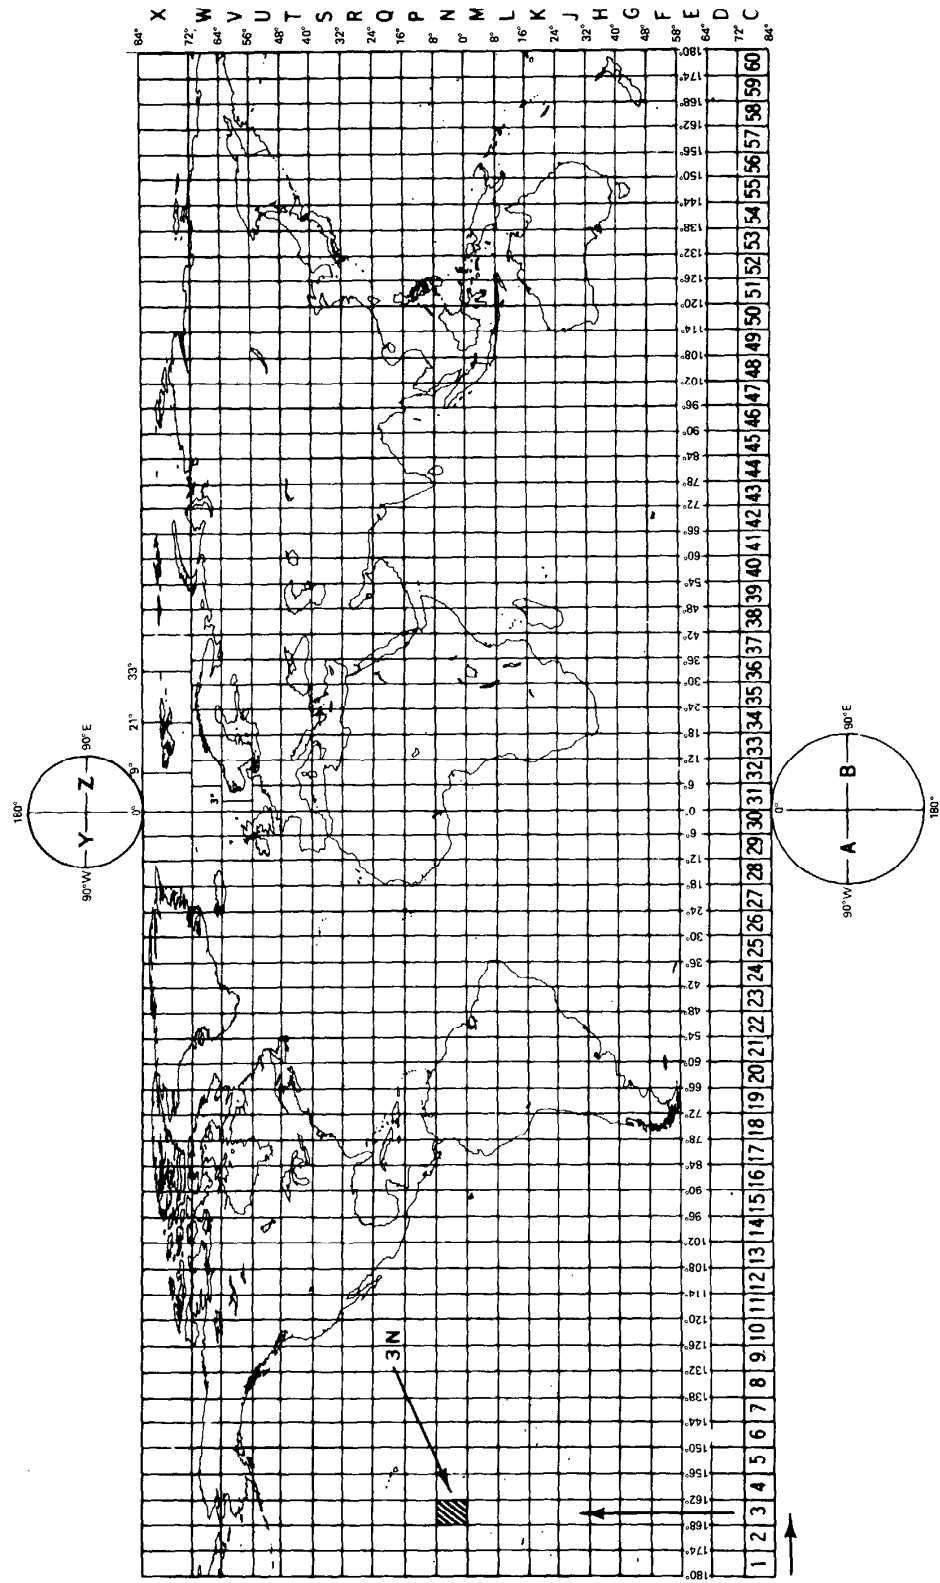 180°
90°W Y Z 90°E
0° 9° 21° 33°
3°
84°
X
72°
W
64°
V
56°
U
48°
T
40°
S
32°
R
24°
Q
16°
P
8°
N
0°
M
8°
L
16°
K
24°
J
32°
H
40°
G
48°
F
58°
E
64°
D
72°
C
84°
3N
180° 174° 168° 162° 156° 150° 144° 138° 132° 126° 120° 114° 108° 102° 96° 90° 84° 78° 72° 66° 60° 54° 48° 42° 36° 30° 24° 18° 12° 6° 0° 6° 12° 18° 24° 30° 36° 42° 48° 54° 60° 66° 72° 78° 84° 90° 96° 102° 108° 114° 120° 126° 132° 138° 144° 150° 156° 162° 168° 174° 180°
1 2 3 4 5 6 7 8 9 10 11 12 13 14 15 16 17 18 19 20 21 22 23 24 25 26 27 28 29 30 31 32 33 34 35 36 37 38 39 40 41 42 43 44 45 46 47 48 49 50 51 52 53 54 55 56 57 58 59 60
0°
90°W A B 90°E
180°